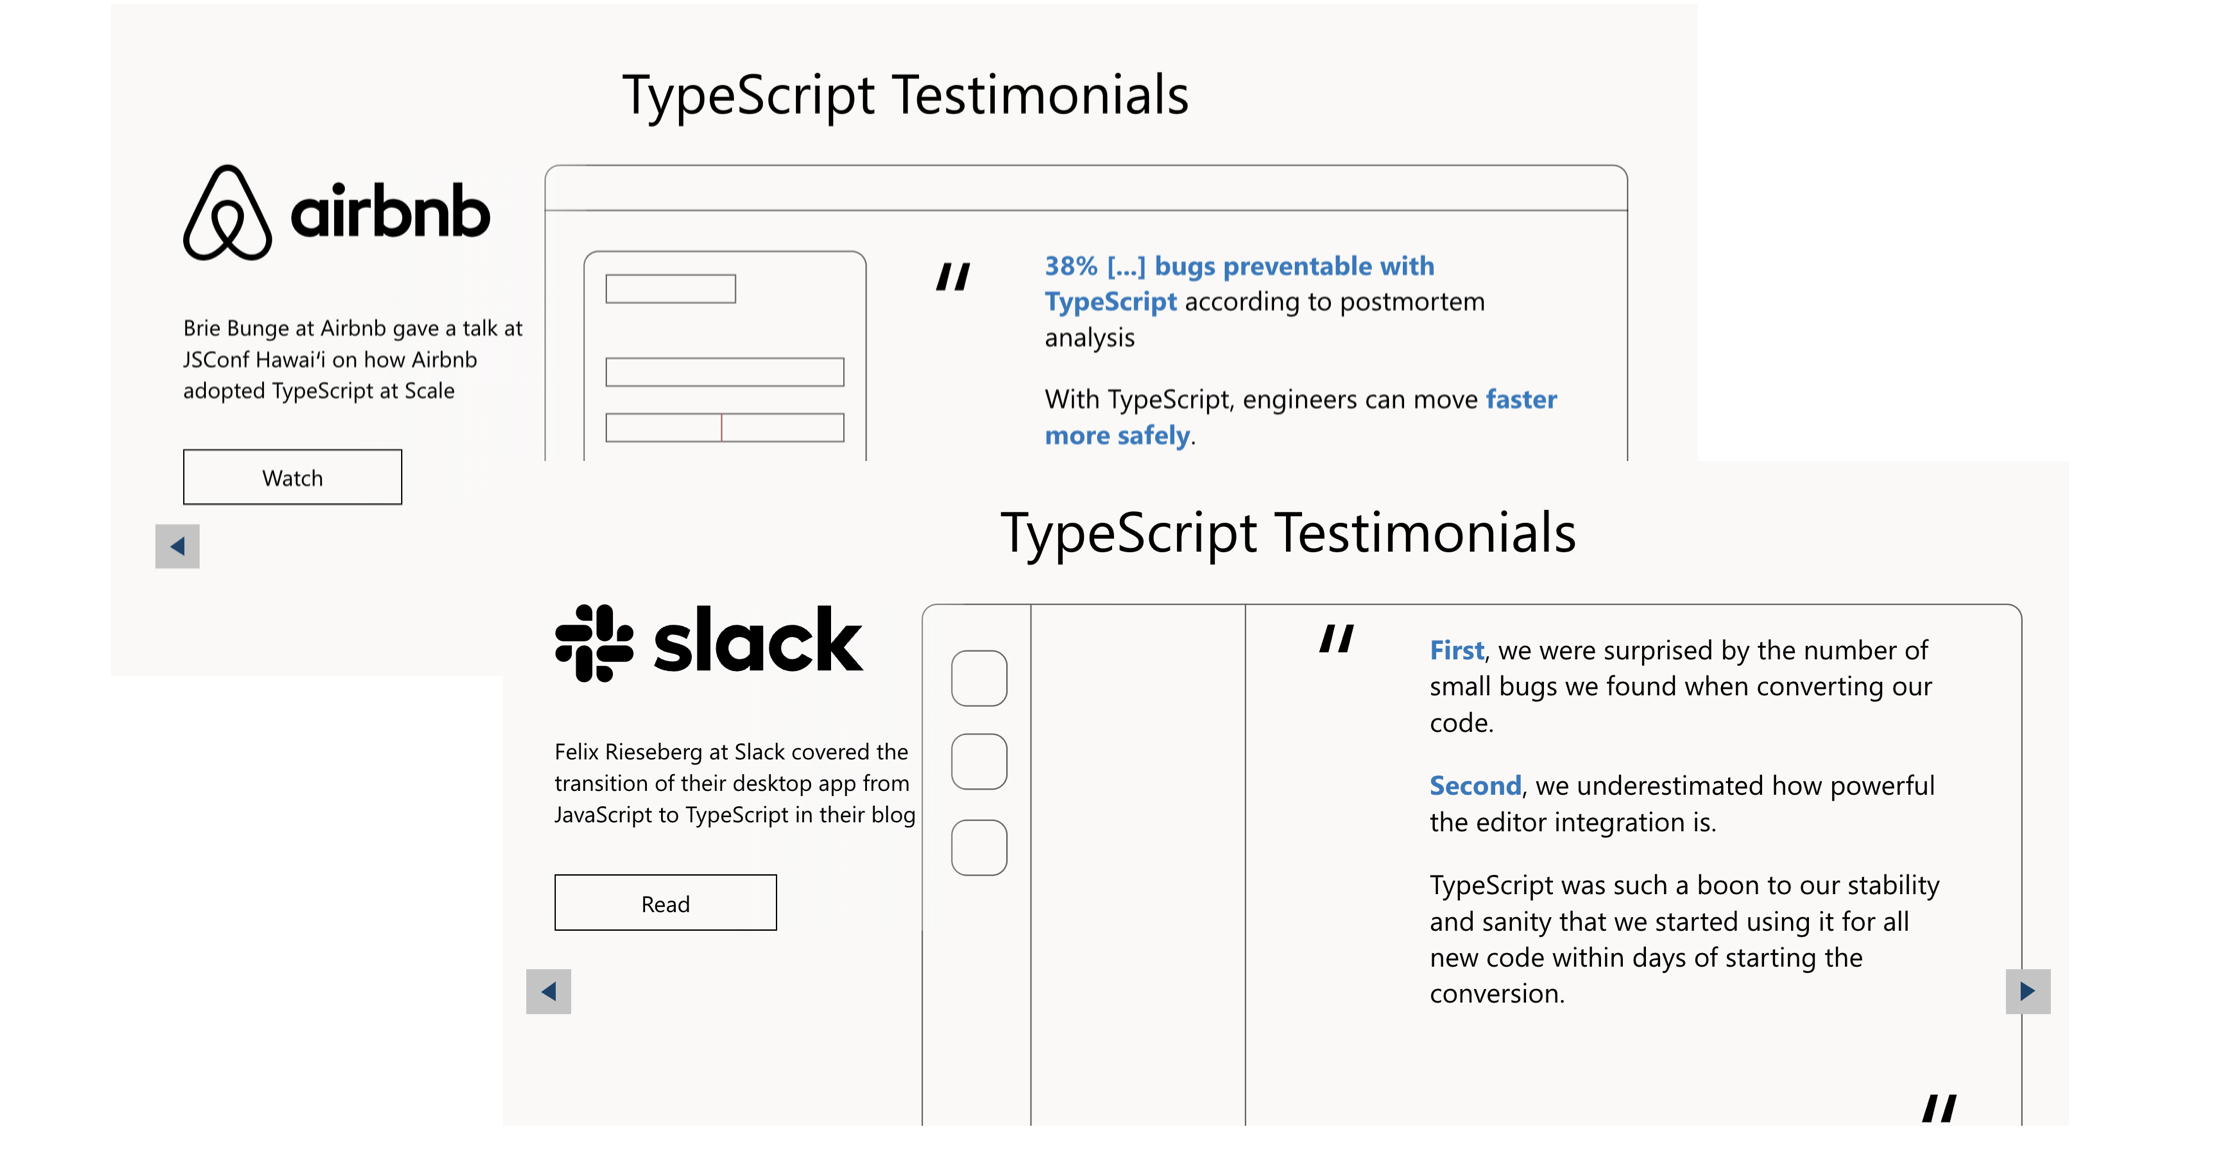 TypeScript Testimonials
airbnb
Brie Bunge at Airbnb gave a talk at
JSConf Hawaiʻi on how Airbnb
adopted TypeScript at Scale
Watch
"
38% [...] bugs preventable with
TypeScript according to postmortem
analysis
With TypeScript, engineers can move faster
more safely.
TypeScript Testimonials
slack
Felix Rieseberg at Slack covered the
transition of their desktop app from
JavaScript to TypeScript in their blog
Read
"
First, we were surprised by the number of
small bugs we found when converting our
code.
Second, we underestimated how powerful
the editor integration is.
TypeScript was such a boon to our stability
and sanity that we started using it for all
new code within days of starting the
conversion.
"